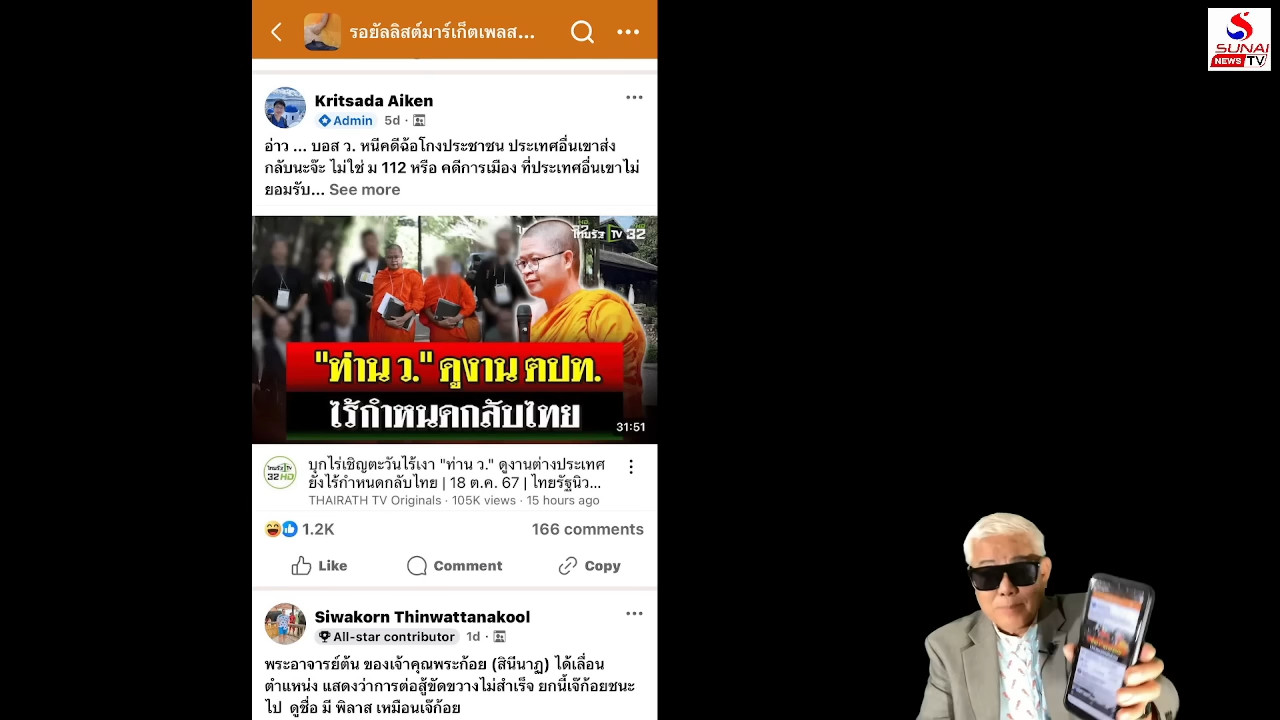 รอยัลลิสต์มาร์เก็ตเพลส...
SUNAI
NEWS TV
Kritsada Aiken
Admin 5d
อ่าว ... บอส ว. หนีคดีฉ้อโกงประชาชน ประเทศอื่นเขาส่ง
กลับนะจ๊ะ ไม่ใช่ ม 112 หรือ คดีการเมือง ที่ประเทศอื่นเขาไม่
ยอมรับ... See more
ไทยรัฐ TV 32
"ท่าน ว." ดูงาน ตปท.
ไร้กำหนดกลับไทย
31:51
ไทยรัฐ TV
32 HD
บุกไร่เชิญตะวันไร้เงา "ท่าน ว." ดูงานต่างประเทศ
ยังไร้กำหนดกลับไทย | 18 ต.ค. 67 | ไทยรัฐนิว...
THAIRATH TV Originals · 105K views · 15 hours ago
1.2K 166 comments
Like Comment Copy
Siwakorn Thinwattanakool
All-star contributor 1d
พระอาจารย์ต้น ของเจ้าคุณพระก้อย (สินีนาฏ) ได้เลื่อน
ตำแหน่ง แสดงว่าการต่อสู้ขัดขวางไม่สำเร็จ ยกนี้เจ๊ก้อยชนะ
ไป ดูชื่อ มี พิลาส เหมือนเจ๊ก้อย